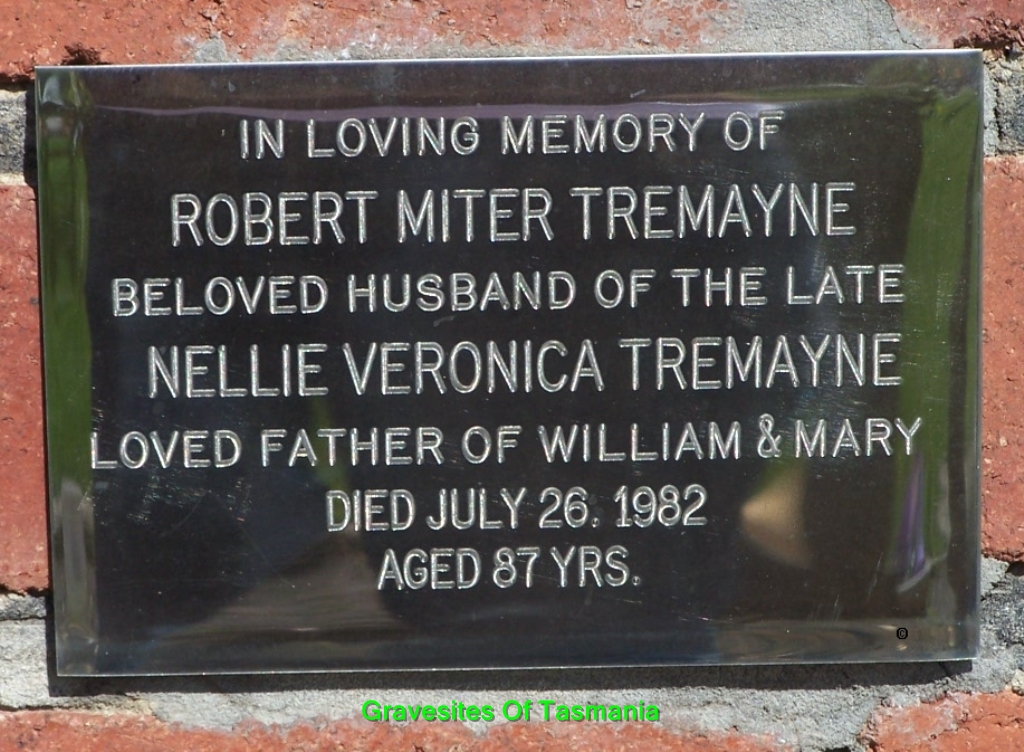 IN LOVING MEMORY OF
ROBERT MITER TREMAYNE
BELOVED HUSBAND OF THE LATE
NELLIE VERONICA TREMAYNE
LOVED FATHER OF WILLIAM & MARY
DIED JULY 26. 1982
AGED 87 YRS.
©
Gravesites Of Tasmania